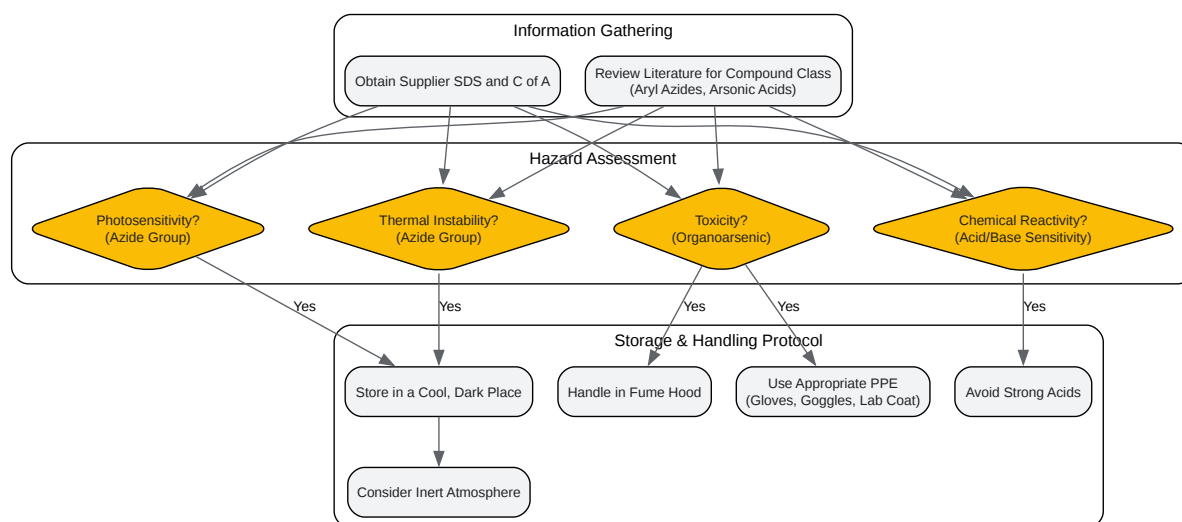 Information Gathering
Obtain Supplier SDS and C of A
Review Literature for Compound Class
(Aryl Azides, Arsonic Acids)
Hazard Assessment
Photosensitivity?
(Azide Group)
Thermal Instability?
(Azide Group)
Toxicity?
(Organoarsenic)
Chemical Reactivity?
(Acid/Base Sensitivity)
Yes
Yes
Yes
Yes
Yes
Storage & Handling Protocol
Store in a Cool, Dark Place
Handle in Fume Hood
Use Appropriate PPE
(Gloves, Goggles, Lab Coat)
Avoid Strong Acids
Consider Inert Atmosphere